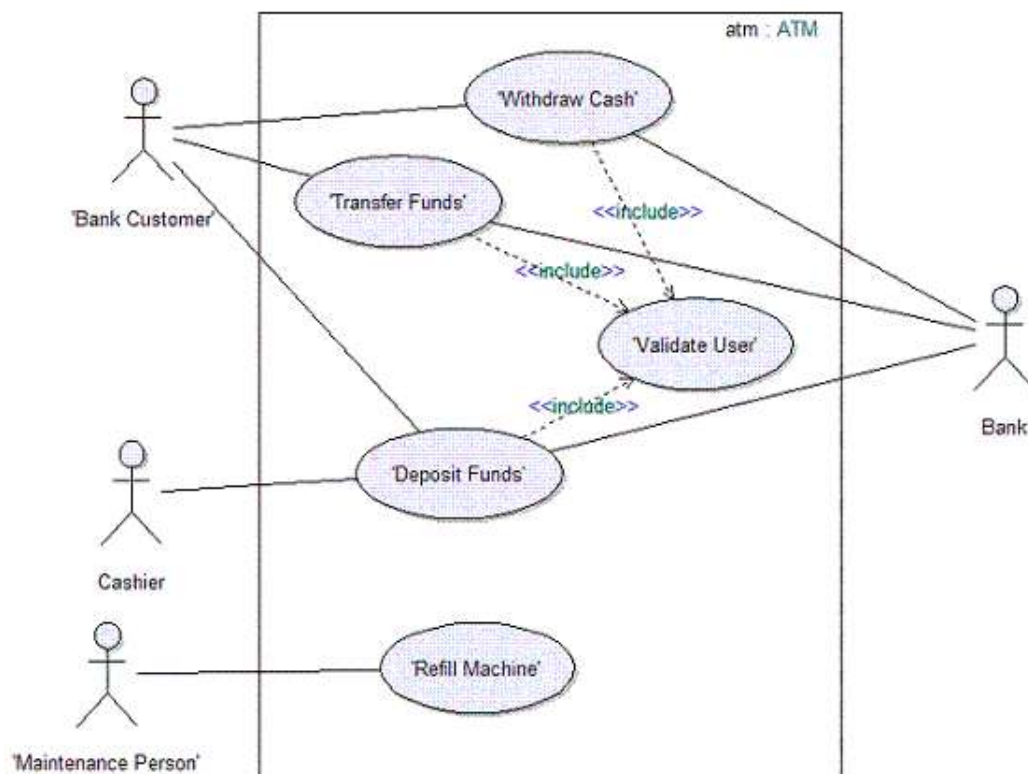 atm : ATM
'Withdraw Cash'
'Transfer Funds'
'Bank Customer'
<<include>>
<<include>>
'Validate User'
<<include>>
Bank
'Deposit Funds'
Cashier
'Refill Machine'
'Maintenance Person'